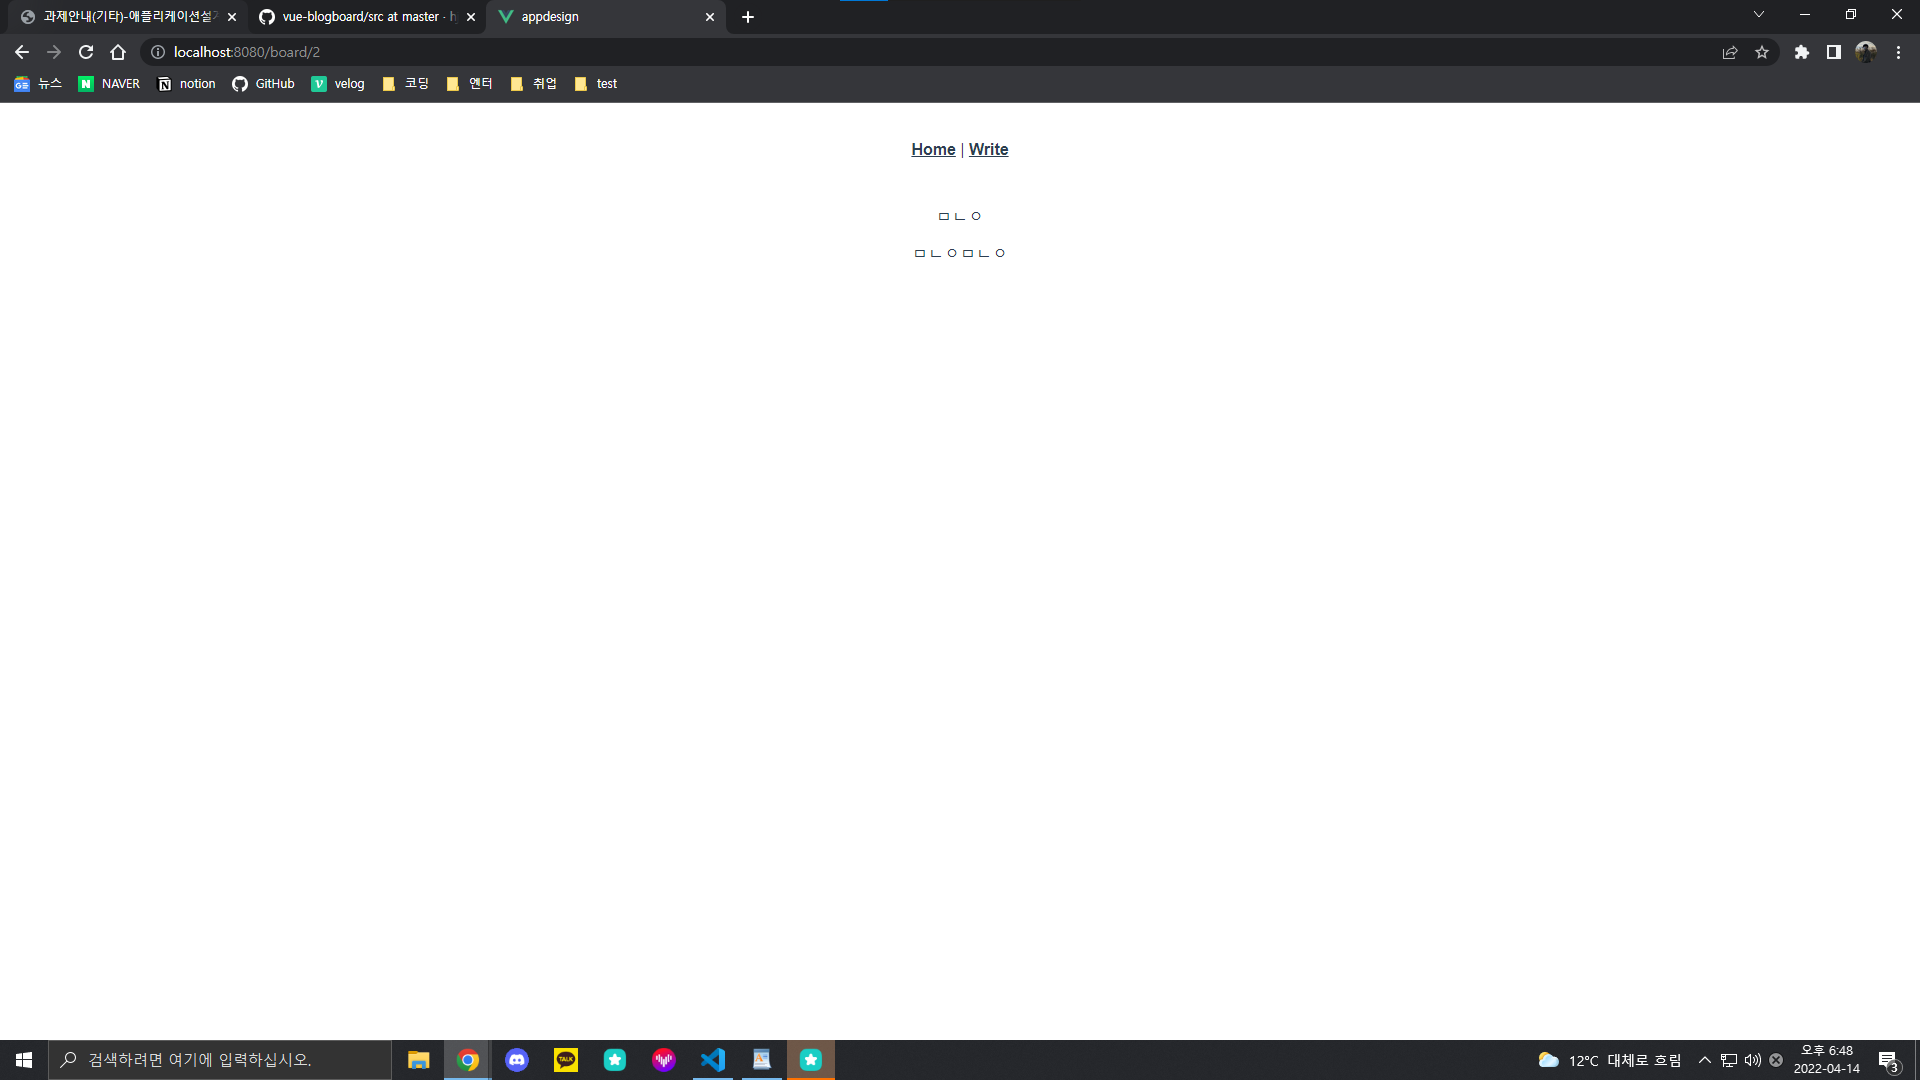 과제안내(기타)-애플리케이션설
vue-blogboard/src at master · h
appdesign
localhost:8080/board/2
뉴스
NAVER
notion
GitHub
velog
코딩
엔터
취업
test
Home | Write
ㅁㄴㅇ
ㅁㄴㅇㅁㄴㅇ
검색하려면 여기에 입력하십시오.
TALK
12°C 대체로 흐림
오후 6:48
2022-04-14
3